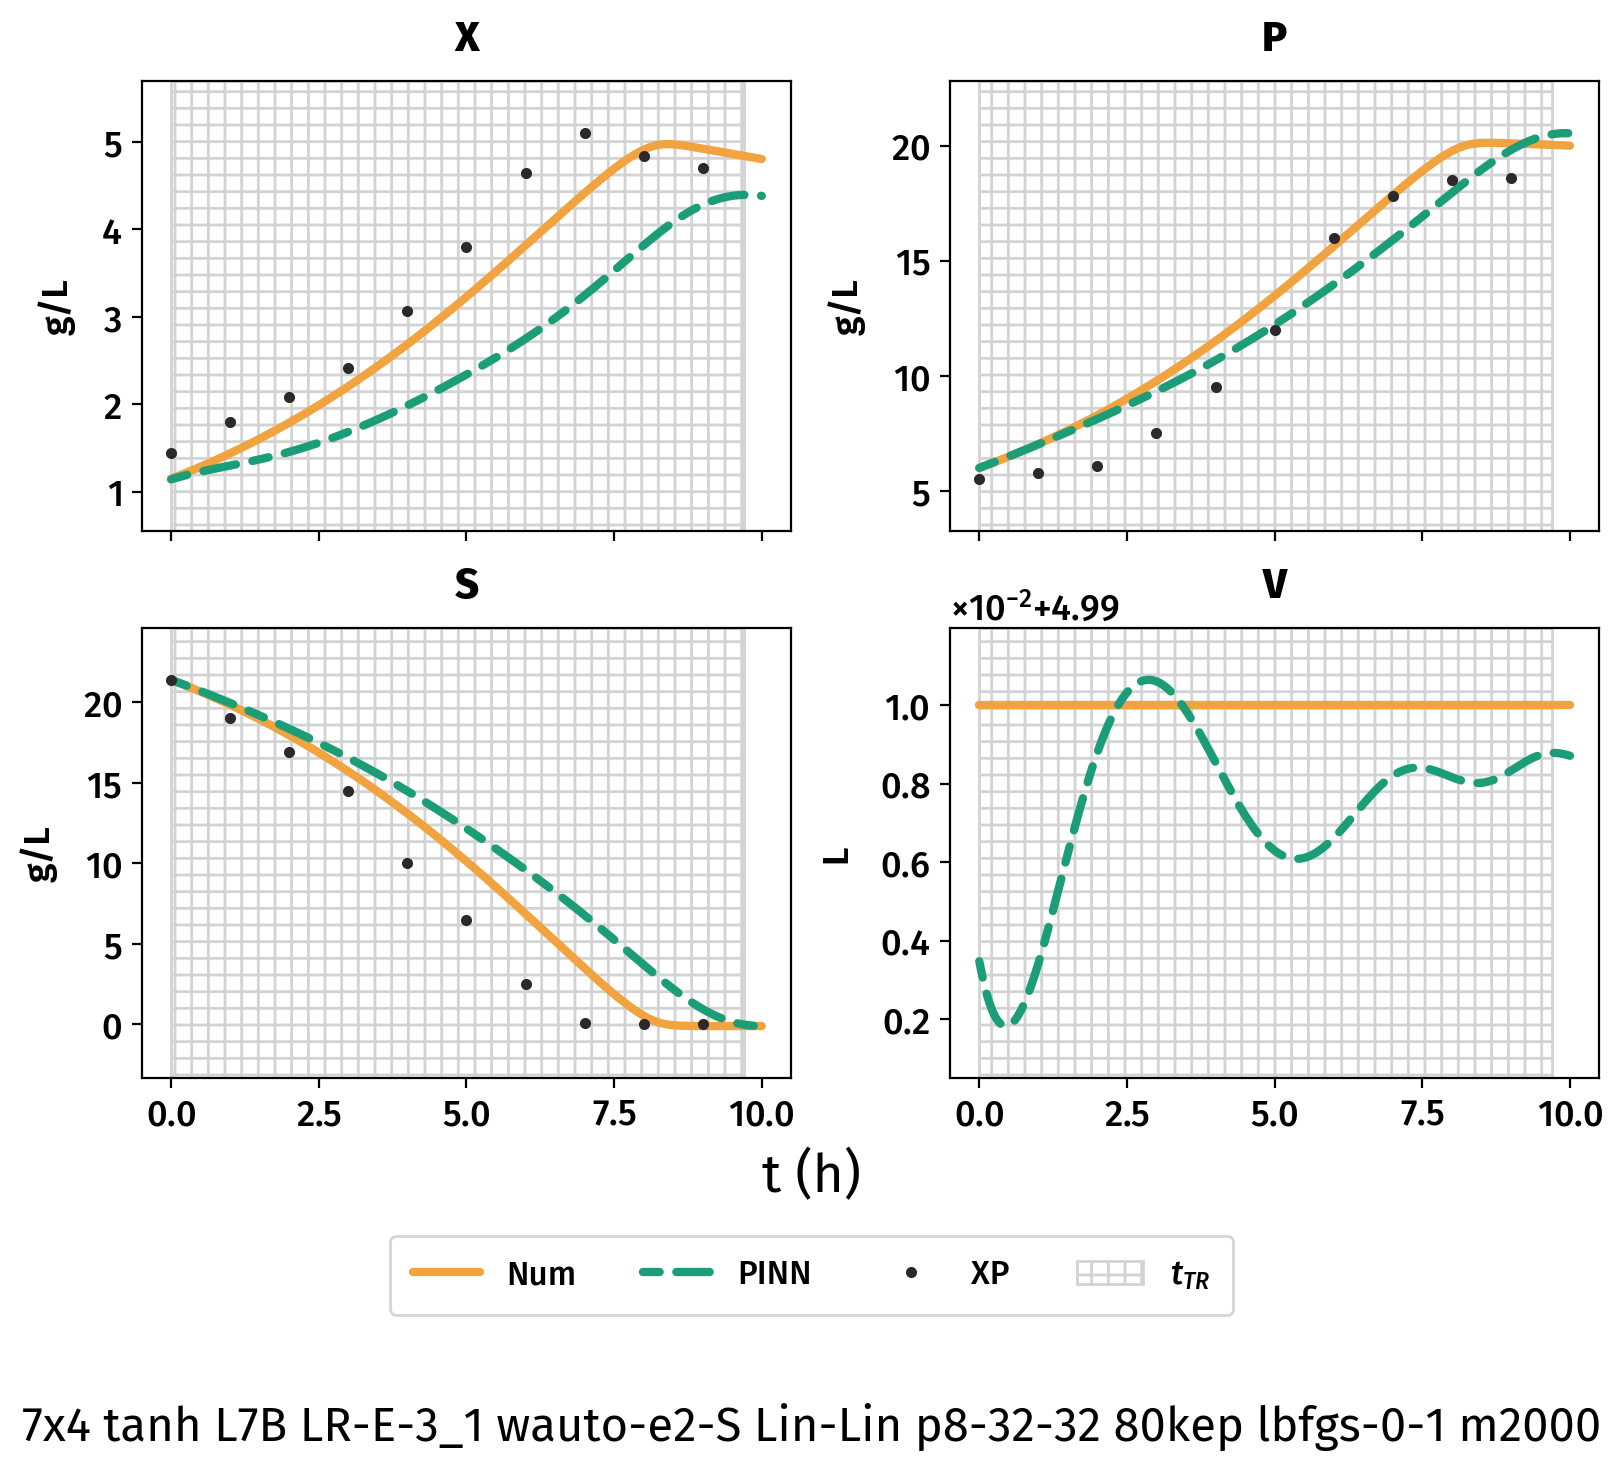 X
P
g/L
5
4
3
2
1
g/L
20
15
10
5
S
V
×10⁻²+4.99
g/L
20
15
10
5
0
L
1.0
0.8
0.6
0.4
0.2
0.0 2.5 5.0 7.5 10.0
0.0 2.5 5.0 7.5 10.0
t (h)
Num PINN XP t_TR
7x4 tanh L7B LR-E-3_1 wauto-e2-S Lin-Lin p8-32-32 80kep lbfgs-0-1 m2000